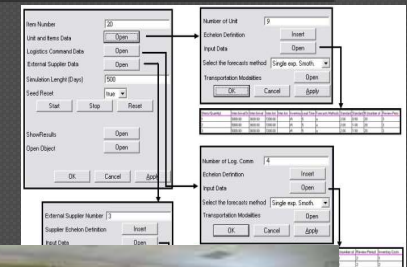 Item Number 20
Unit and Items Data Open
Logistics Command Data Open
External Supplier Data Open
Simulation Lenght (Days) 500
Seed Reset true
Start Stop Reset
ShowResults Open
Open Object Open
OK Cancel Apply
Number of Unit 9
Echelon Definition Insert
Input Data Open
Select the forecasts method Single exp. Smoth.
Transportation Modalities Open
OK Cancel Apply
Number of Log. Comm 4
Echelon Definition Insert
Input Data Open
Select the forecasts method Single exp. Smoth.
Transportation Modalities Open
OK Cancel Apply
External Supplier Number 3
Supplier Echelon Definition Insert
Input Data Open